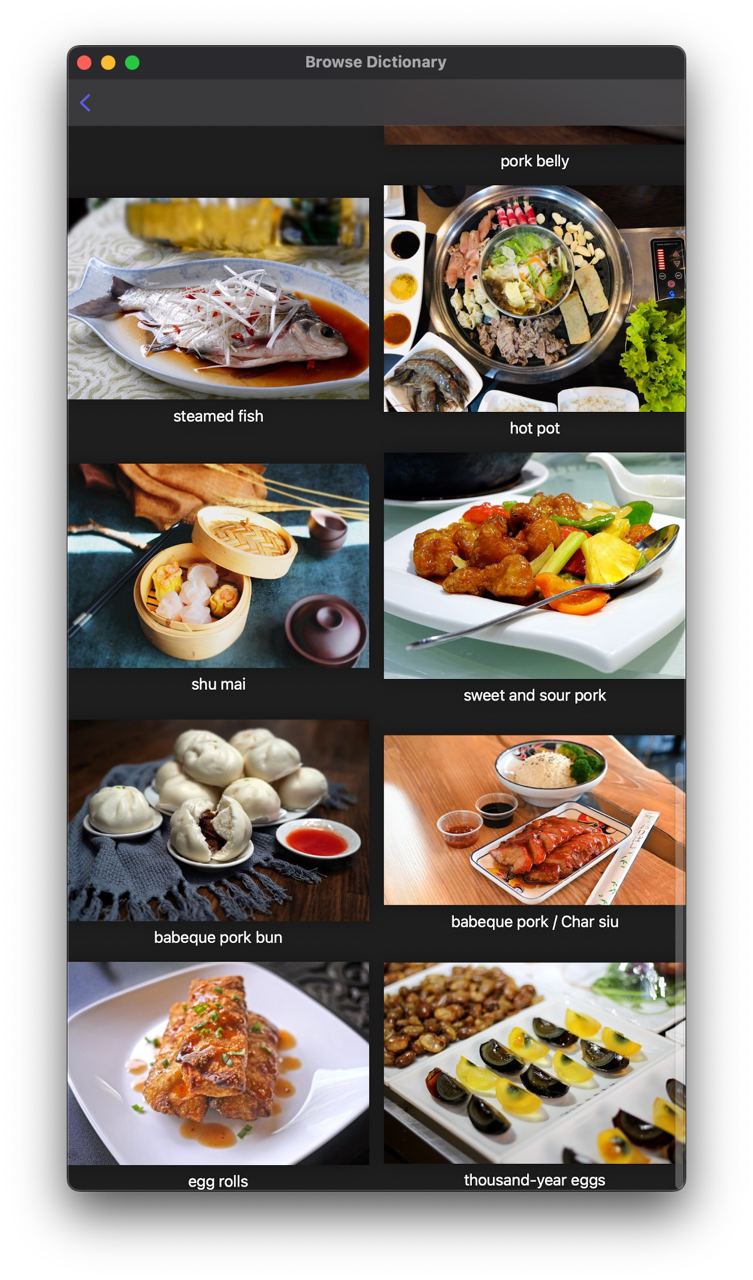 Browse Dictionary
pork belly
steamed fish
hot pot
shu mai
sweet and sour pork
babeque pork bun
babeque pork / Char siu
egg rolls
thousand-year eggs